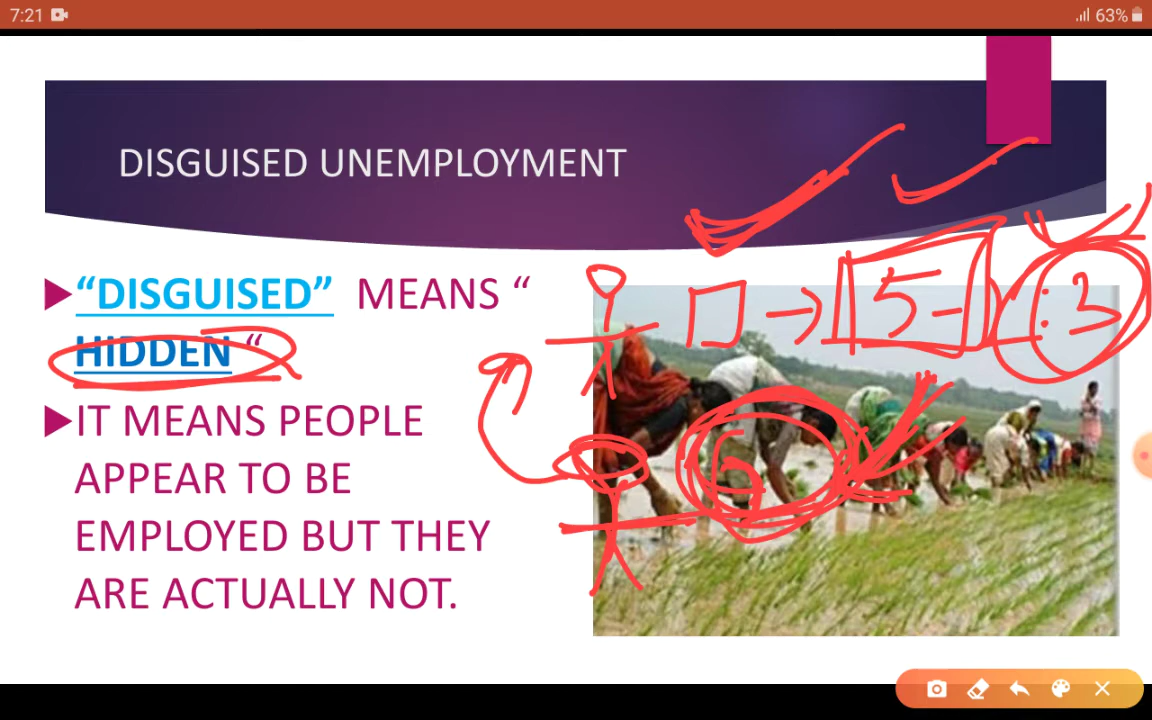 7:21 63%
DISGUISED UNEMPLOYMENT
“DISGUISED” MEANS “
HIDDEN “
5 - : 3
IT MEANS PEOPLE
APPEAR TO BE
EMPLOYED BUT THEY
ARE ACTUALLY NOT.